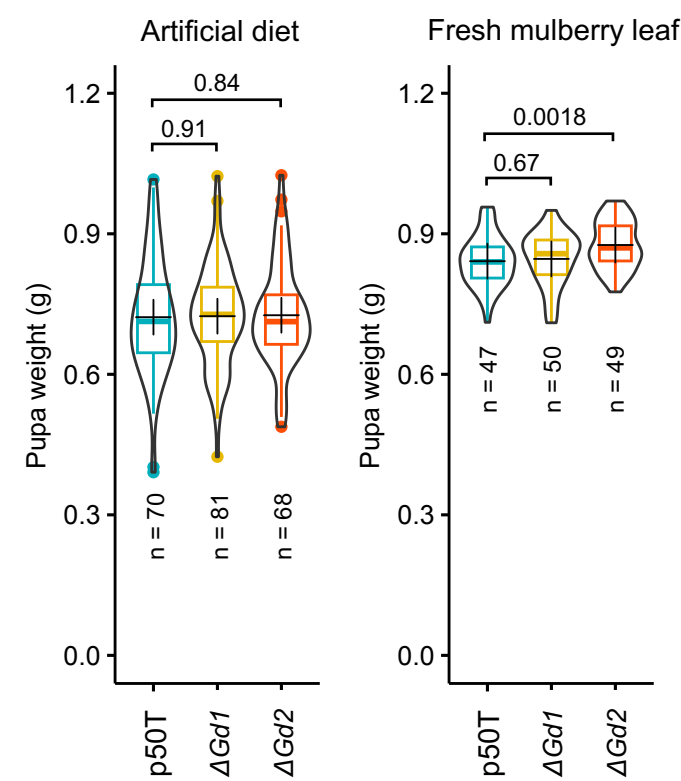 Artificial diet
Fresh mulberry leaf
Pupa weight (g)
1.2
0.9
0.6
0.3
0.0
0.84
0.91
n = 70
n = 81
n = 68
p50T
ΔGd1
ΔGd2
Pupa weight (g)
1.2
0.9
0.6
0.3
0.0
0.0018
0.67
n = 47
n = 50
n = 49
p50T
ΔGd1
ΔGd2